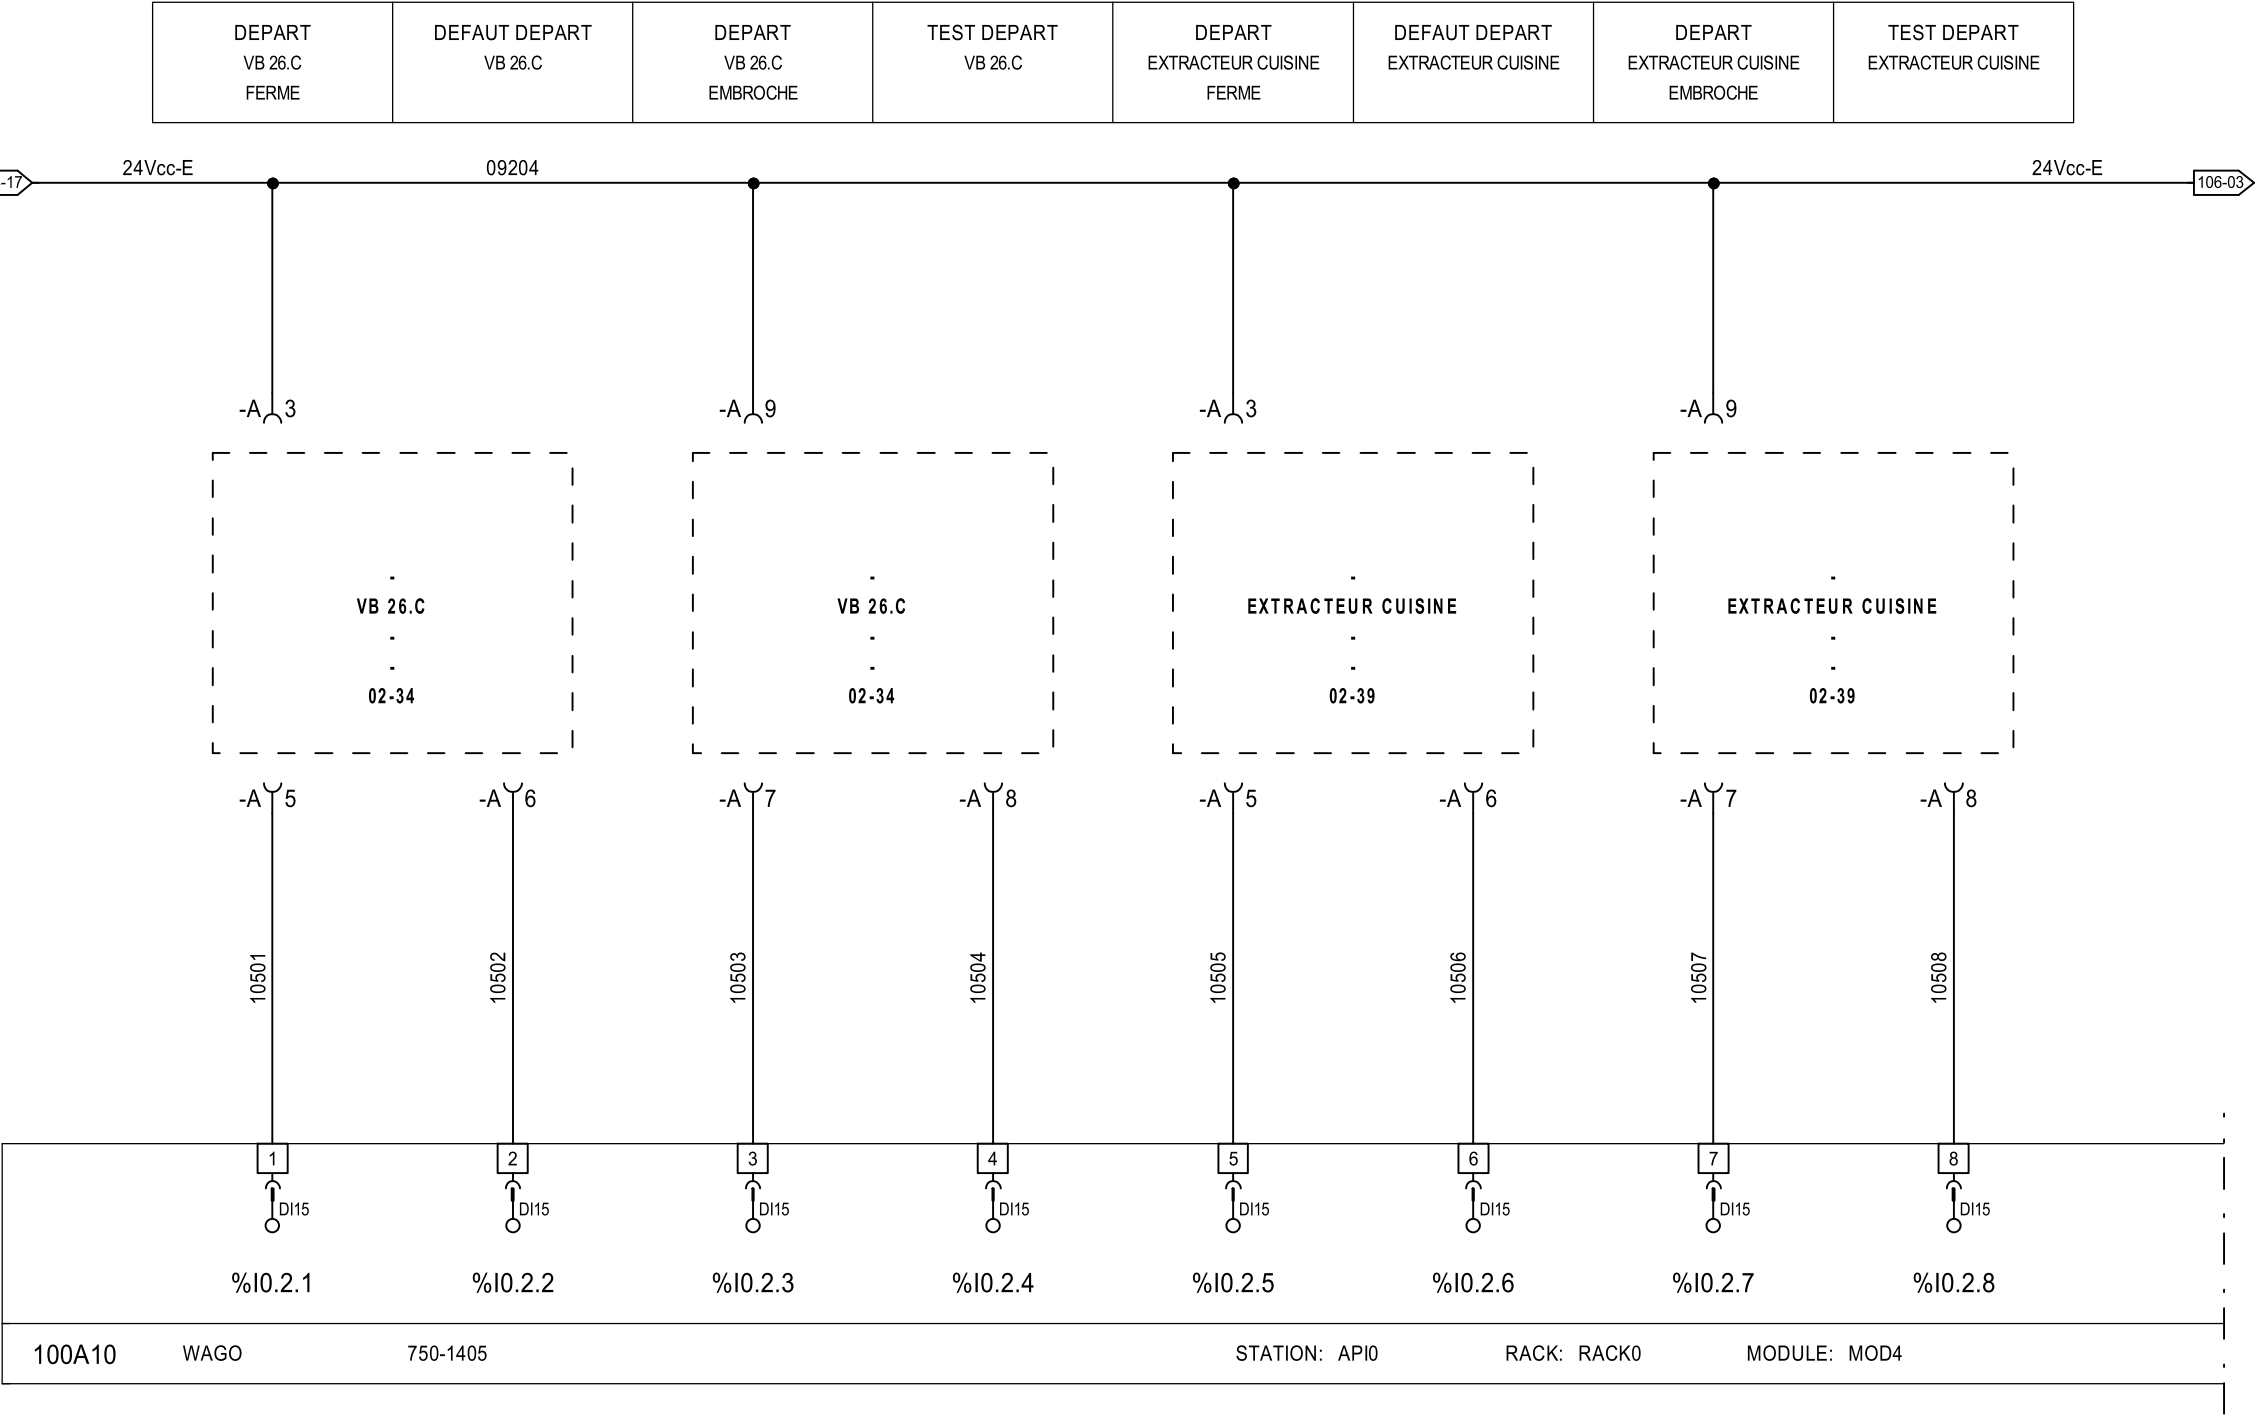 DEPART
VB 26.C
FERME
DEFAUT DEPART
VB 26.C
DEPART
VB 26.C
EMBROCHE
TEST DEPART
VB 26.C
DEPART
EXTRACTEUR CUISINE
FERME
DEFAUT DEPART
EXTRACTEUR CUISINE
DEPART
EXTRACTEUR CUISINE
EMBROCHE
TEST DEPART
EXTRACTEUR CUISINE
-17 24Vcc-E 09204 24Vcc-E 106-03
-A 3 -A 9 -A 3 -A 9
-
VB 26.C
-
-
02-34
-
VB 26.C
-
-
02-34
-
EXTRACTEUR CUISINE
-
-
02-39
-
EXTRACTEUR CUISINE
-
-
02-39
-A 5 -A 6 -A 7 -A 8 -A 5 -A 6 -A 7 -A 8
10501 10502 10503 10504 10505 10506 10507 10508
1 2 3 4 5 6 7 8
DI15 DI15 DI15 DI15 DI15 DI15 DI15 DI15
%I0.2.1 %I0.2.2 %I0.2.3 %I0.2.4 %I0.2.5 %I0.2.6 %I0.2.7 %I0.2.8
100A10 WAGO 750-1405 STATION: API0 RACK: RACK0 MODULE: MOD4